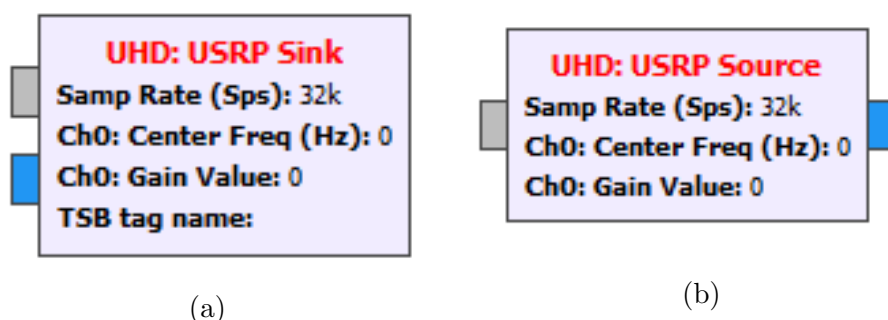 UHD: USRP Sink
Samp Rate (Sps): 32k
Ch0: Center Freq (Hz): 0
Ch0: Gain Value: 0
TSB tag name:
(a)
UHD: USRP Source
Samp Rate (Sps): 32k
Ch0: Center Freq (Hz): 0
Ch0: Gain Value: 0
(b)